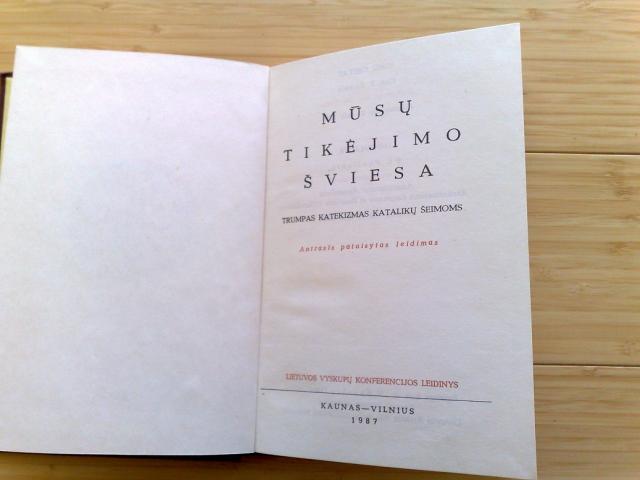 MŪSŲ
TIKĖJIMO
ŠVIESA
TRUMPAS KATEKIZMAS KATALIKŲ ŠEIMOMS
Antrasis pataisytas leidimas
LIETUVOS VYSKUPŲ KONFERENCIJOS LEIDINYS
KAUNAS—VILNIUS
1987